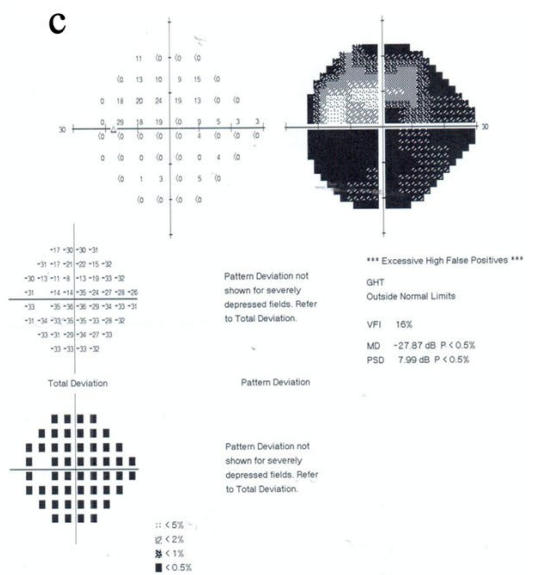 c
11 (0 (0 (0
(0 13 10 9 15 (0
0 18 20 24 19 13 (0 (0
0 29 18 19 (0 9 5 3 3
30 30
(0 (0 (0 (0 4 (0 (0 (0
(0 0 0 0 0 0 4 (0
(0 1 3 (0 5 (0
(0 (0 (0 (0
-17 -30 -30 -31
-31 -17 -21 -22 -15 -32
-30 -13 -11 -8 -13 -19 -33 -32
-31 -14 -14 -35 -24 -27 -28 -26
-33 -35 -36 -36 -29 -34 -33 -31
-31 -34 -33 -35 -35 -33 -28 -32
-33 -31 -29 -34 -27 -33
-33 -33 -33 -32
Total Deviation
Pattern Deviation not
shown for severely
depressed fields. Refer
to Total Deviation.
Pattern Deviation
*** Excessive High False Positives ***
GHT
Outside Normal Limits
VFI 16%
MD -27.87 dB P < 0.5%
PSD 7.99 dB P < 0.5%
Pattern Deviation not
shown for severely
depressed fields. Refer
to Total Deviation.
< 5%
< 2%
< 1%
< 0.5%